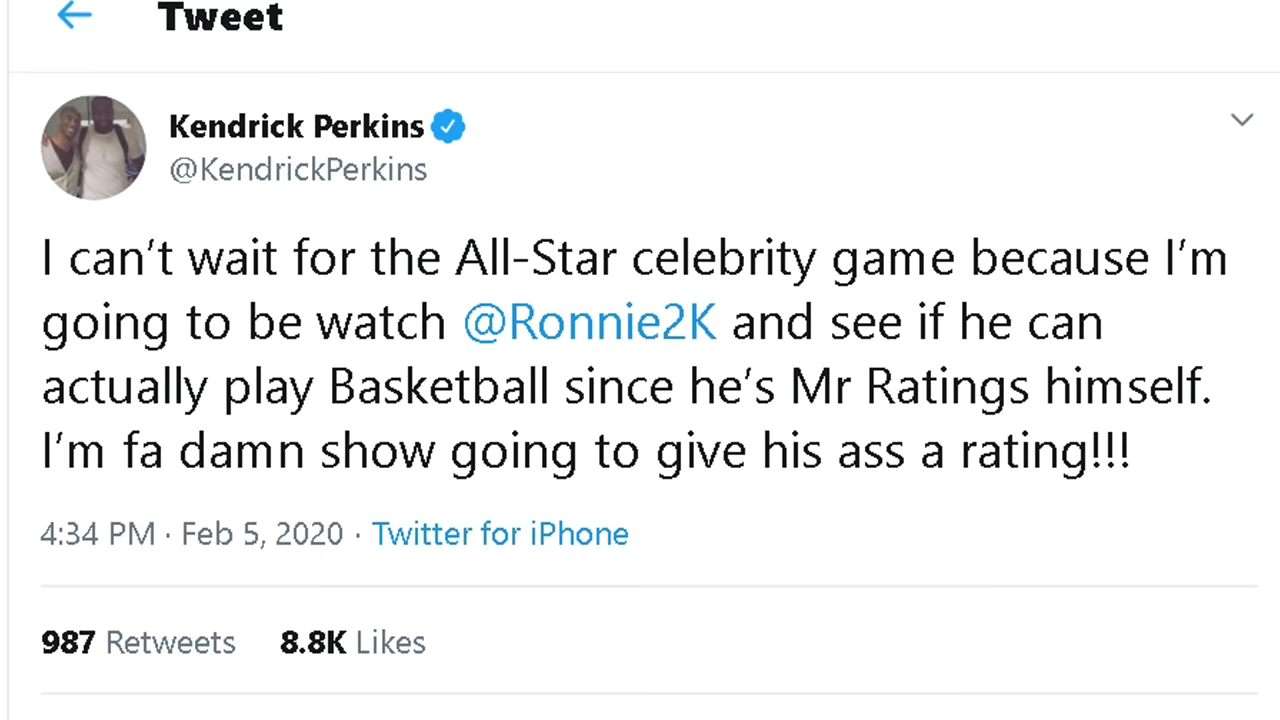 Tweet
Kendrick Perkins
@KendrickPerkins
I can’t wait for the All-Star celebrity game because I’m
going to be watch @Ronnie2K and see if he can
actually play Basketball since he’s Mr Ratings himself.
I’m fa damn show going to give his ass a rating!!!
4:34 PM · Feb 5, 2020 · Twitter for iPhone
987 Retweets 8.8K Likes